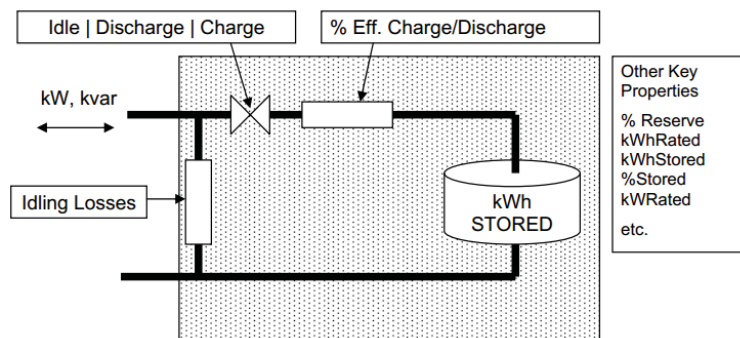 Idle | Discharge | Charge
% Eff. Charge/Discharge
kW, kvar
Idling Losses
kWh
STORED
Other Key
Properties
% Reserve
kWhRated
kWhStored
%Stored
kWRated
etc.